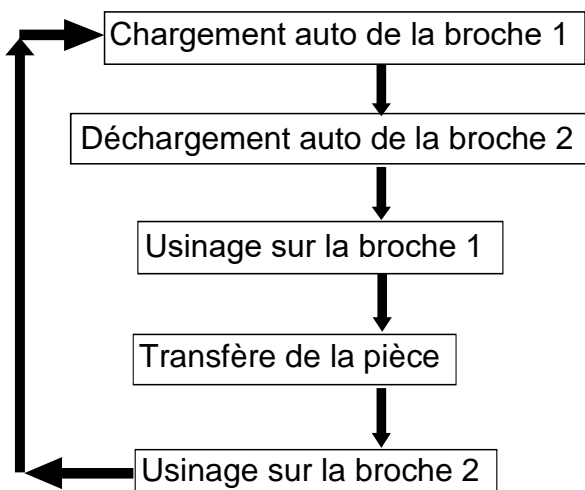 Chargement auto de la broche 1
Déchargement auto de la broche 2
Usinage sur la broche 1
Transfère de la pièce
Usinage sur la broche 2